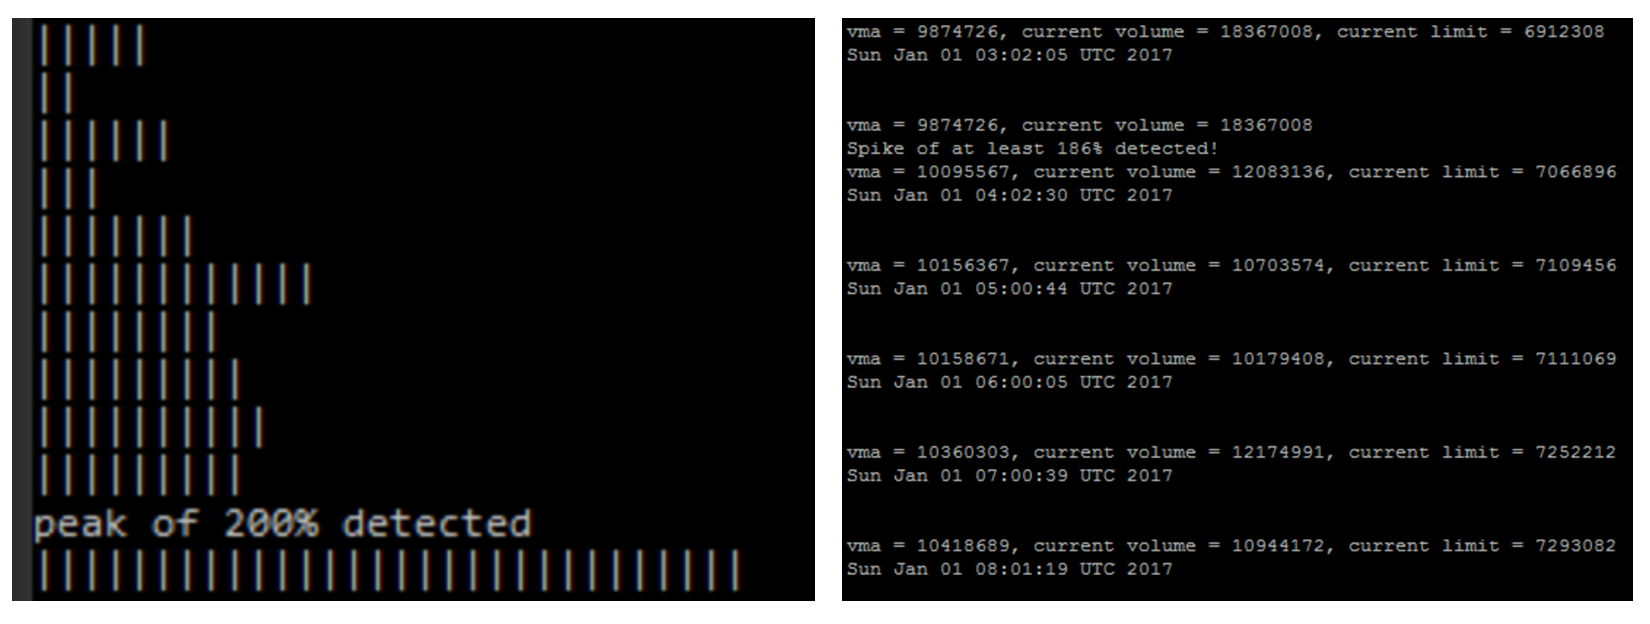 peak of 200% detected
vma = 9874726, current volume = 18367008, current limit = 6912308
Sun Jan 01 03:02:05 UTC 2017
vma = 9874726, current volume = 18367008
Spike of at least 186% detected!
vma = 10095567, current volume = 12083136, current limit = 7066896
Sun Jan 01 04:02:30 UTC 2017
vma = 10156367, current volume = 10703574, current limit = 7109456
Sun Jan 01 05:00:44 UTC 2017
vma = 10158671, current volume = 10179408, current limit = 7111069
Sun Jan 01 06:00:05 UTC 2017
vma = 10360303, current volume = 12174991, current limit = 7252212
Sun Jan 01 07:00:39 UTC 2017
vma = 10418689, current volume = 10944172, current limit = 7293082
Sun Jan 01 08:01:19 UTC 2017